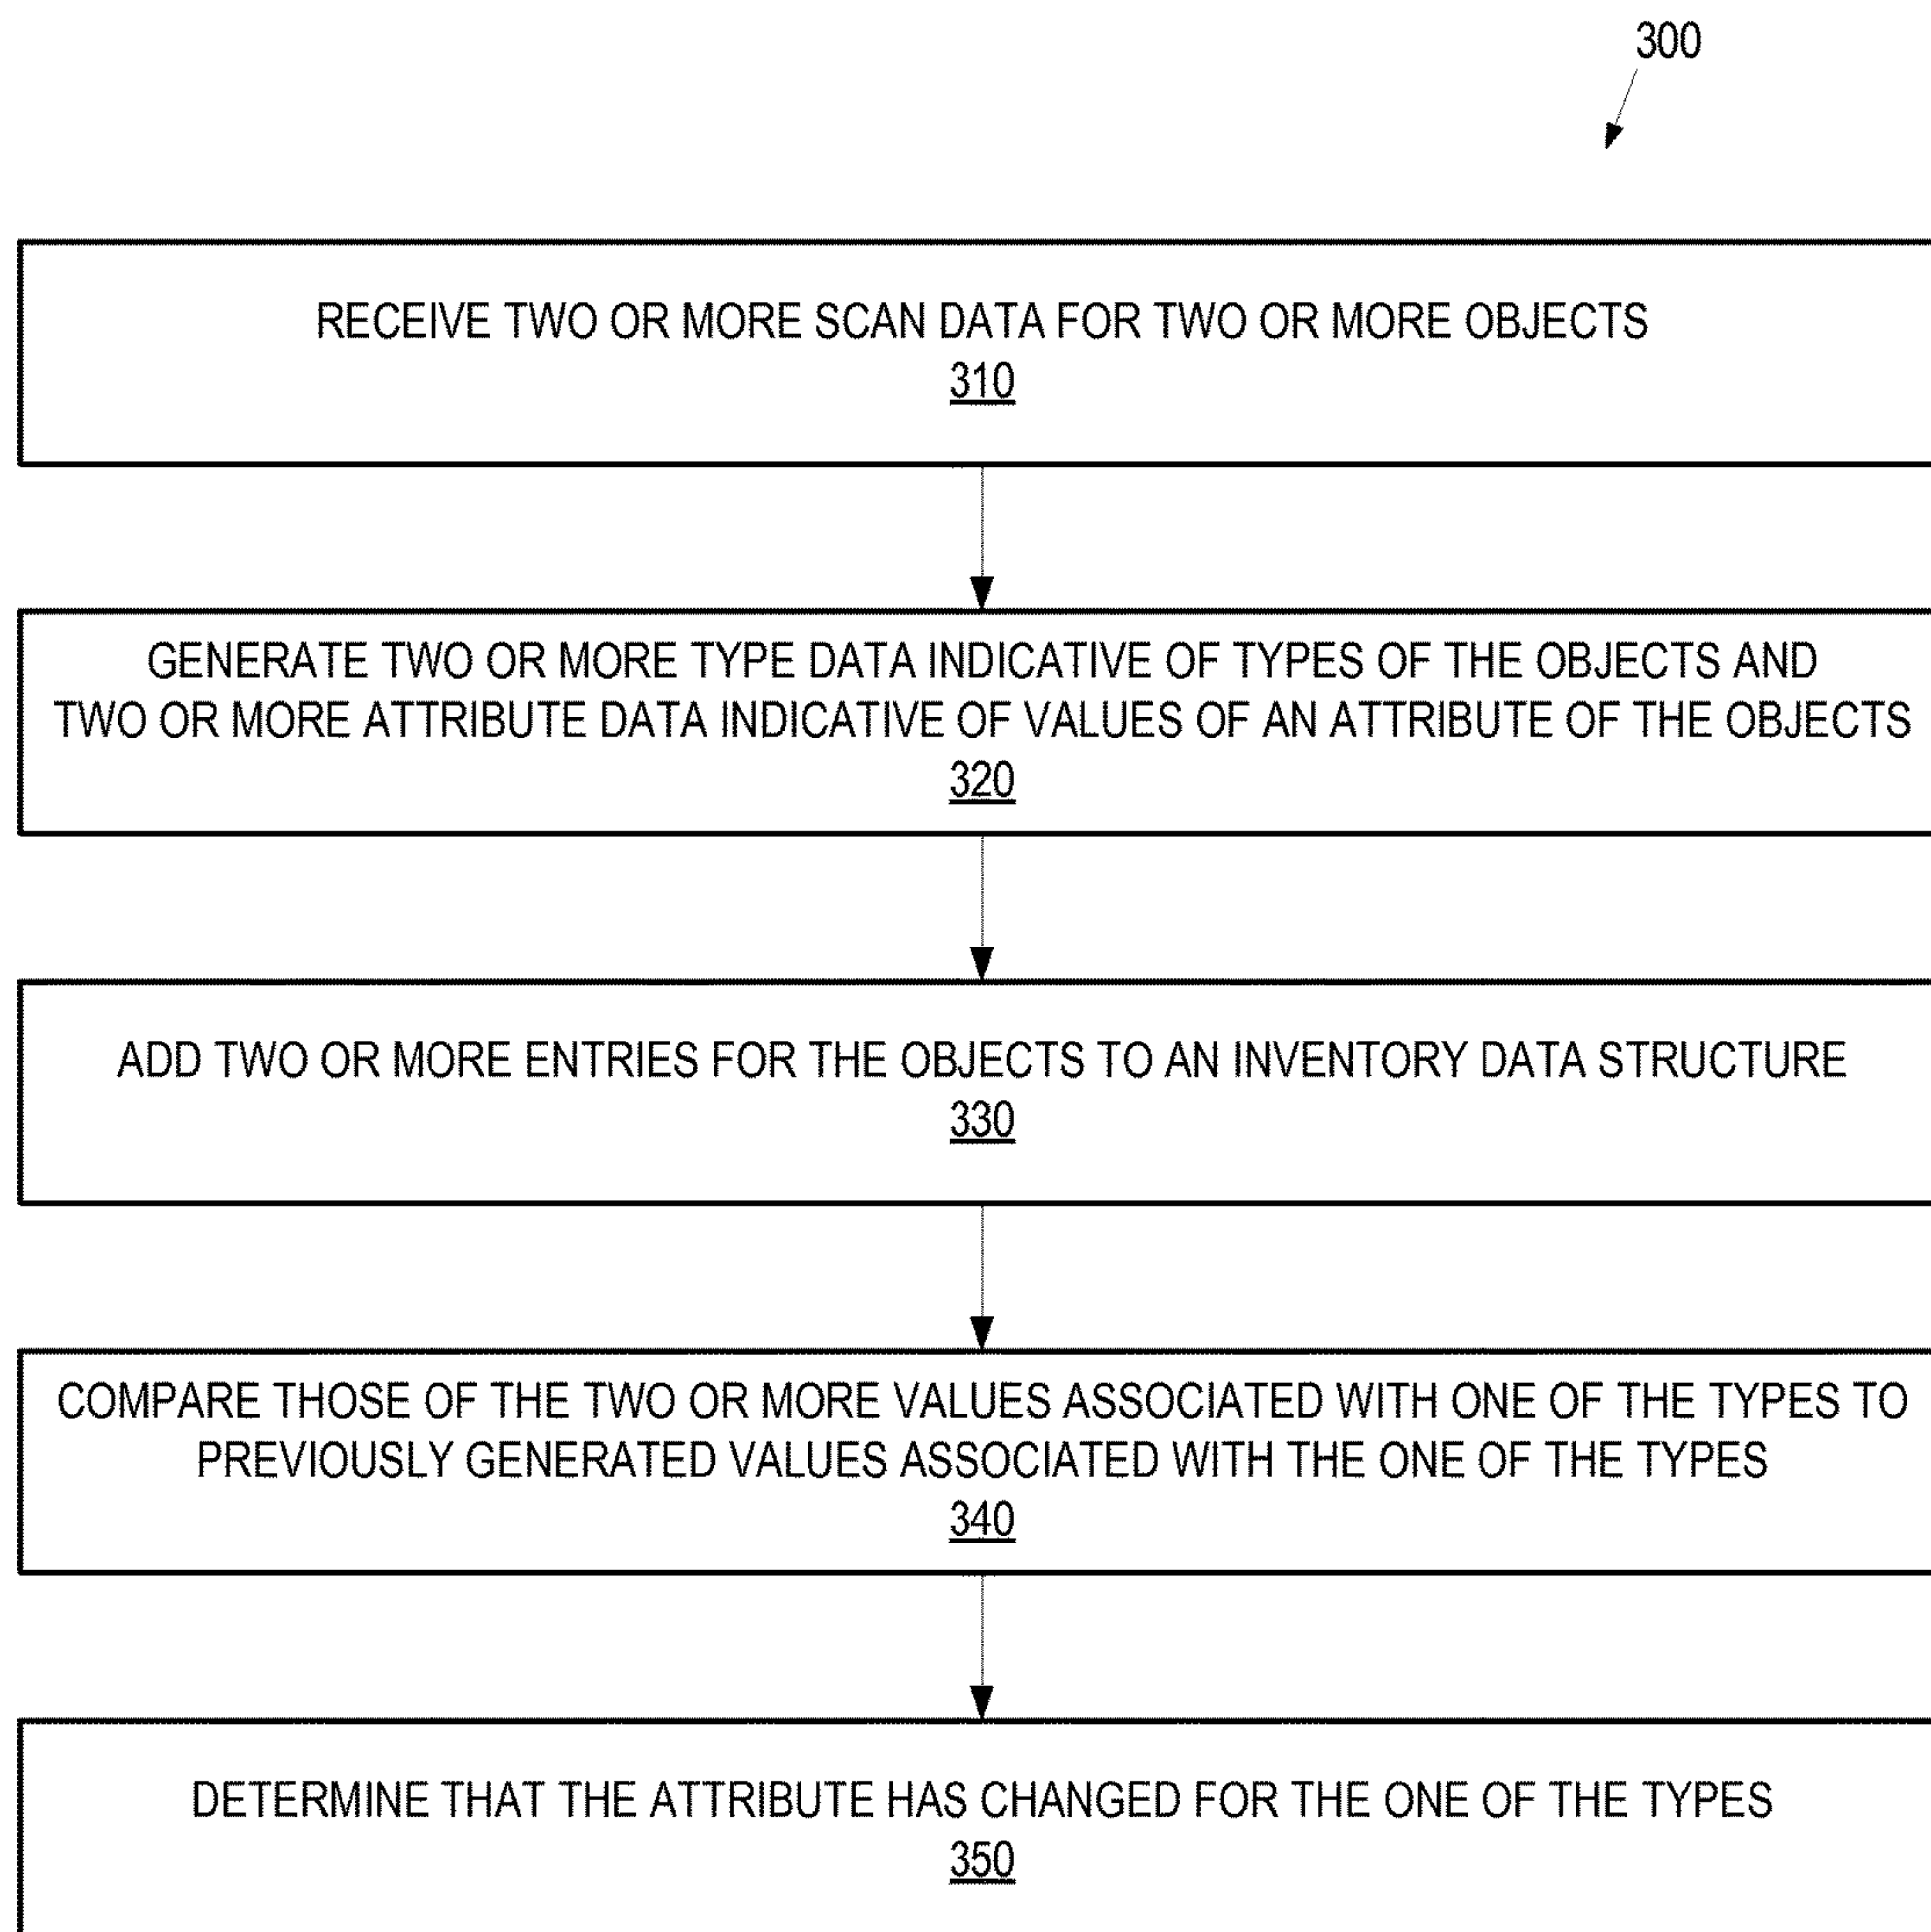 300
RECEIVE TWO OR MORE SCAN DATA FOR TWO OR MORE OBJECTS
310
GENERATE TWO OR MORE TYPE DATA INDICATIVE OF TYPES OF THE OBJECTS AND
TWO OR MORE ATTRIBUTE DATA INDICATIVE OF VALUES OF AN ATTRIBUTE OF THE OBJECTS
320
ADD TWO OR MORE ENTRIES FOR THE OBJECTS TO AN INVENTORY DATA STRUCTURE
330
COMPARE THOSE OF THE TWO OR MORE VALUES ASSOCIATED WITH ONE OF THE TYPES TO
PREVIOUSLY GENERATED VALUES ASSOCIATED WITH THE ONE OF THE TYPES
340
DETERMINE THAT THE ATTRIBUTE HAS CHANGED FOR THE ONE OF THE TYPES
350